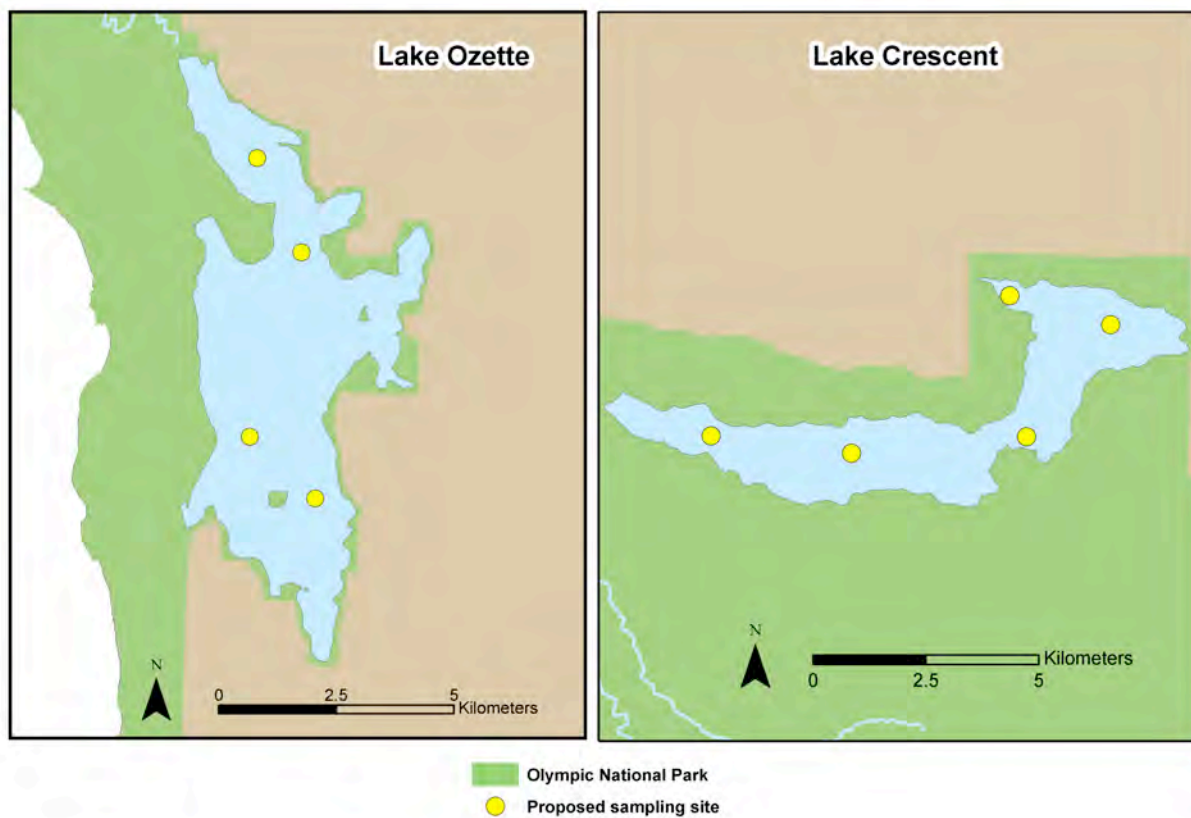 Lake Ozette
N
0 2.5 5
Kilometers
Lake Crescent
N
Kilometers
0 2.5 5
Olympic National Park
Proposed sampling site